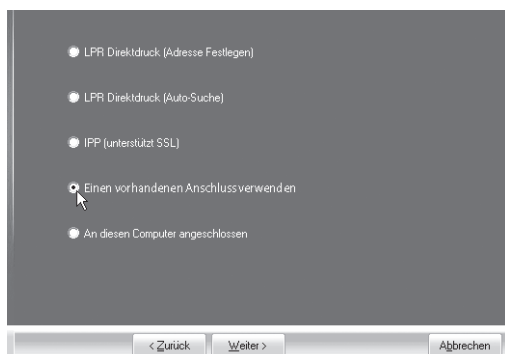 LPR Direktdruck (Adresse Festlegen)
LPR Direktdruck (Auto-Suche)
IPP (unterstützt SSL)
Einen vorhandenen Anschluss verwenden
An diesen Computer angeschlossen
< Zurück Weiter > Abbrechen